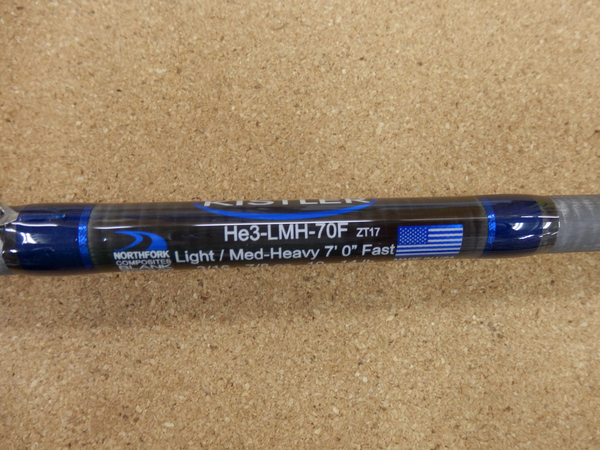 KISTLER
He3-LMH-70F ZT17
NORTHFORK
COMPOSITES
BLANK
Light / Med-Heavy 7' 0" Fast